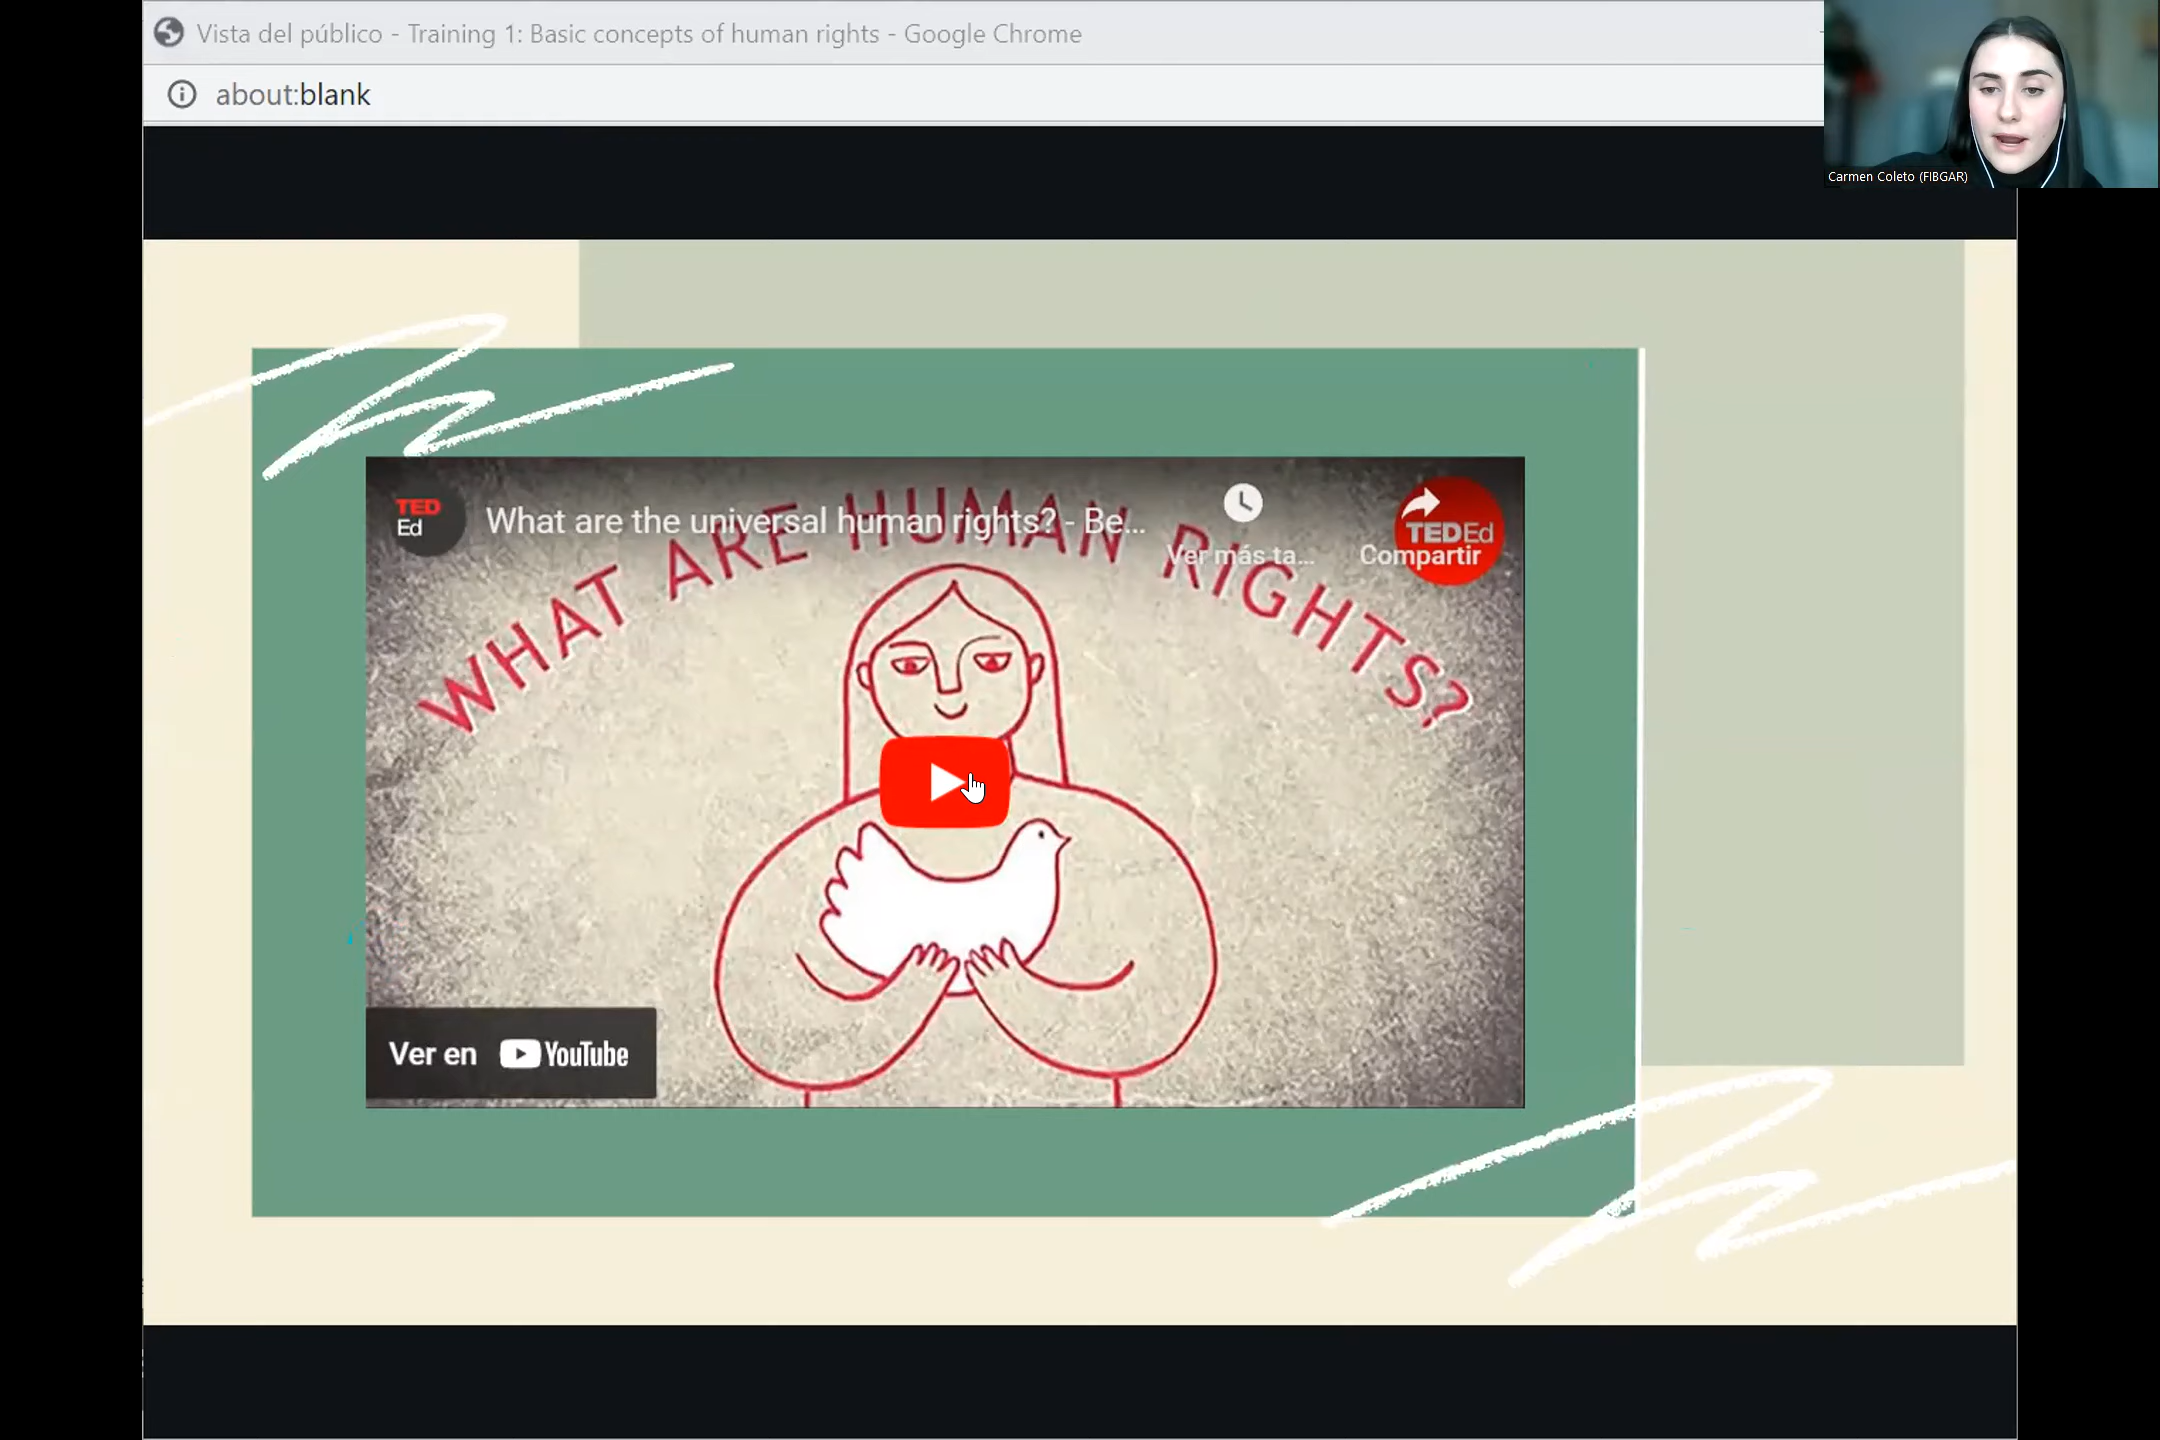 Vista del público - Training 1: Basic concepts of human rights - Google Chrome
about:blank
Carmen Coleto (FIBGAR)
TED
Ed
What are the universal human rights? - Be...
Ver más ta...
TEDEd
Compartir
WHAT ARE HUMAN RIGHTS?
Ver en YouTube